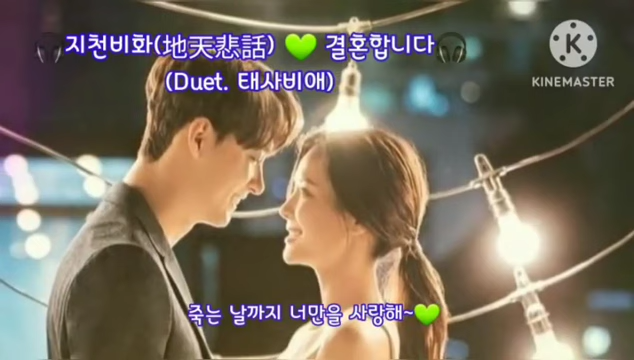 🎧지천비화(地天悲話) 💚 결혼합니다🎧
(Duet. 태사비애)
KINEMASTER
죽는 날까지 너만을 사랑해~💚